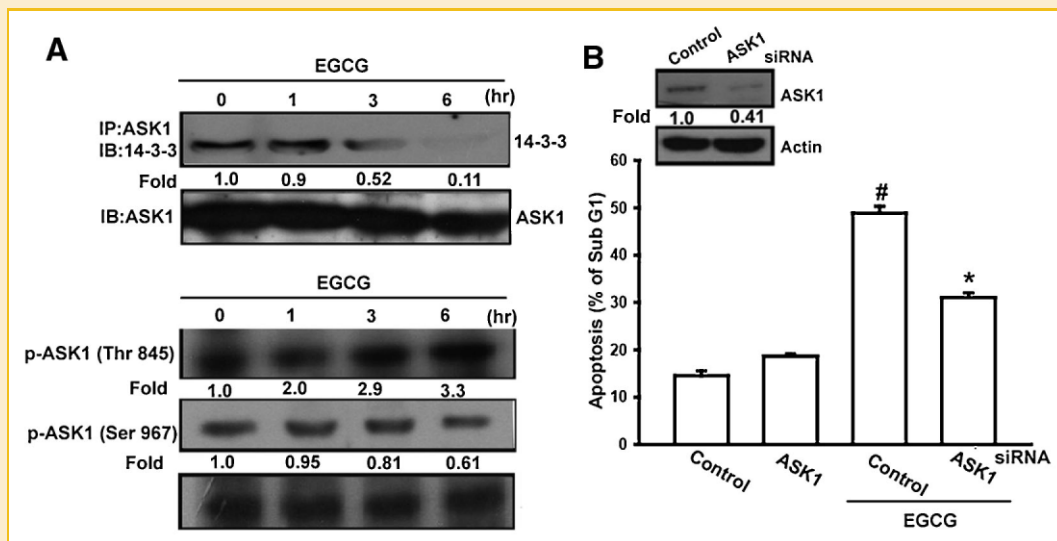 A
EGCG
0 1 3 6 (hr)
IP:ASK1
IB:14-3-3
14-3-3
Fold 1.0 0.9 0.52 0.11
IB:ASK1 ASK1
EGCG
0 1 3 6 (hr)
p-ASK1 (Thr 845)
Fold 1.0 2.0 2.9 3.3
p-ASK1 (Ser 967)
Fold 1.0 0.95 0.81 0.61
B
Control ASK1 siRNA
ASK1
Fold 1.0 0.41
Actin
Apoptosis (% of Sub G1)
60
50
40
30
20
10
0
#
*
Control ASK1 Control ASK1 siRNA
EGCG